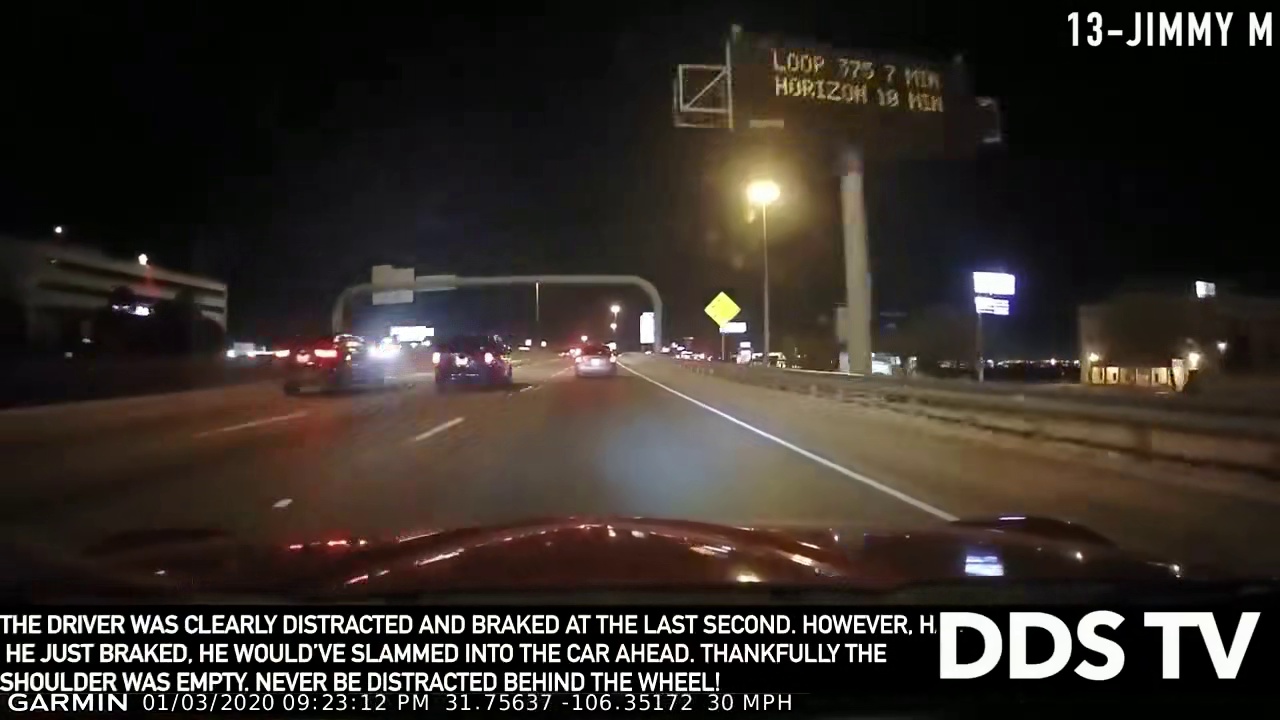 13-JIMMY M
LOOP 375 7 MIN
HORIZON 10 MIN
THE DRIVER WAS CLEARLY DISTRACTED AND BRAKED AT THE LAST SECOND. HOWEVER, HA
HE JUST BRAKED, HE WOULD'VE SLAMMED INTO THE CAR AHEAD. THANKFULLY THE
SHOULDER WAS EMPTY. NEVER BE DISTRACTED BEHIND THE WHEEL!
DDS TV
GARMIN 01/03/2020 09:23:12 PM 31.75637 -106.35172 30 MPH